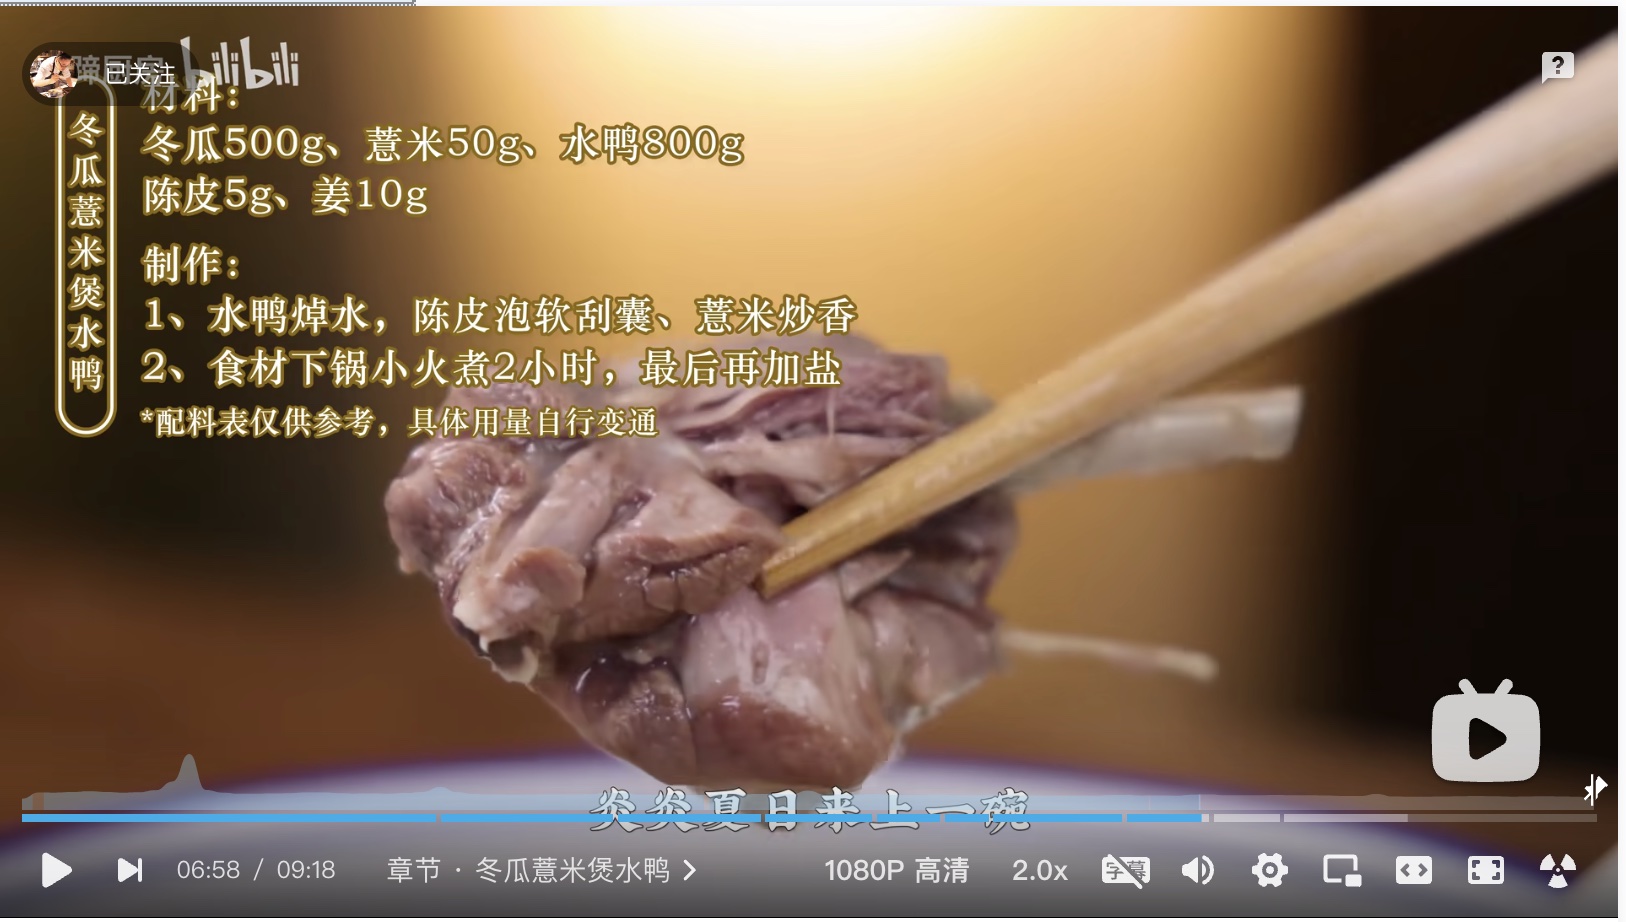 已关注
bilibili
材料：
冬瓜500g、薏米50g、水鸭800g
陈皮5g、姜10g
冬瓜薏米煲水鸭
制作：
1、水鸭焯水，陈皮泡软刮囊、薏米炒香
2、食材下锅小火煮2小时，最后再加盐
*配料表仅供参考，具体用量自行变通
炎炎夏日来上一碗
06:58 / 09:18
章节 · 冬瓜薏米煲水鸭
1080P 高清
2.0x
字幕